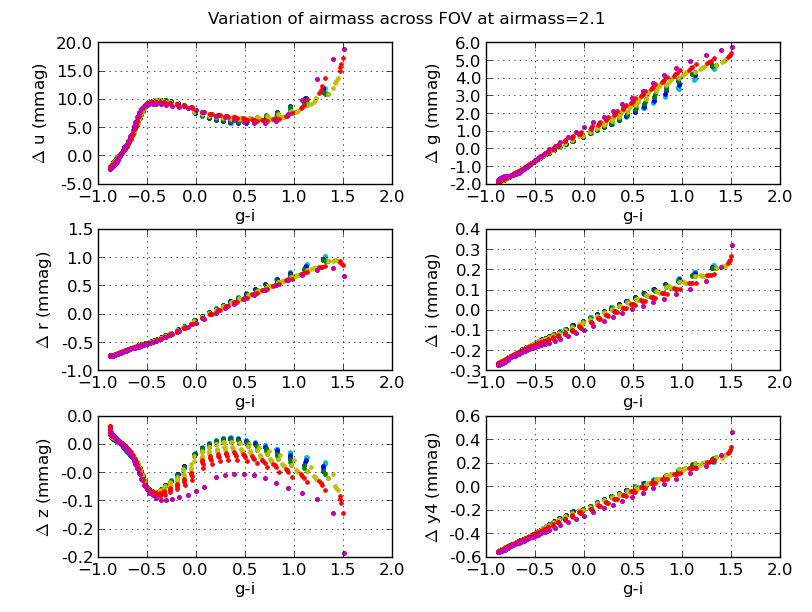 Variation of airmass across FOV at airmass=2.1
20.0
15.0
10.0
5.0
0.0
-5.0
Δ u (mmag)
−1.0 −0.5 0.0 0.5 1.0 1.5 2.0
g-i
6.0
5.0
4.0
3.0
2.0
1.0
0.0
-1.0
-2.0
Δ g (mmag)
−1.0 −0.5 0.0 0.5 1.0 1.5 2.0
g-i
1.5
1.0
0.5
0.0
-0.5
-1.0
Δ r (mmag)
−1.0 −0.5 0.0 0.5 1.0 1.5 2.0
g-i
0.4
0.3
0.2
0.1
0.0
-0.1
-0.2
-0.3
Δ i (mmag)
−1.0 −0.5 0.0 0.5 1.0 1.5 2.0
g-i
0.0
0.0
-0.0
-0.1
-0.2
-0.2
Δ z (mmag)
−1.0 −0.5 0.0 0.5 1.0 1.5 2.0
g-i
0.6
0.4
0.2
0.0
-0.2
-0.4
-0.6
Δ y4 (mmag)
−1.0 −0.5 0.0 0.5 1.0 1.5 2.0
g-i